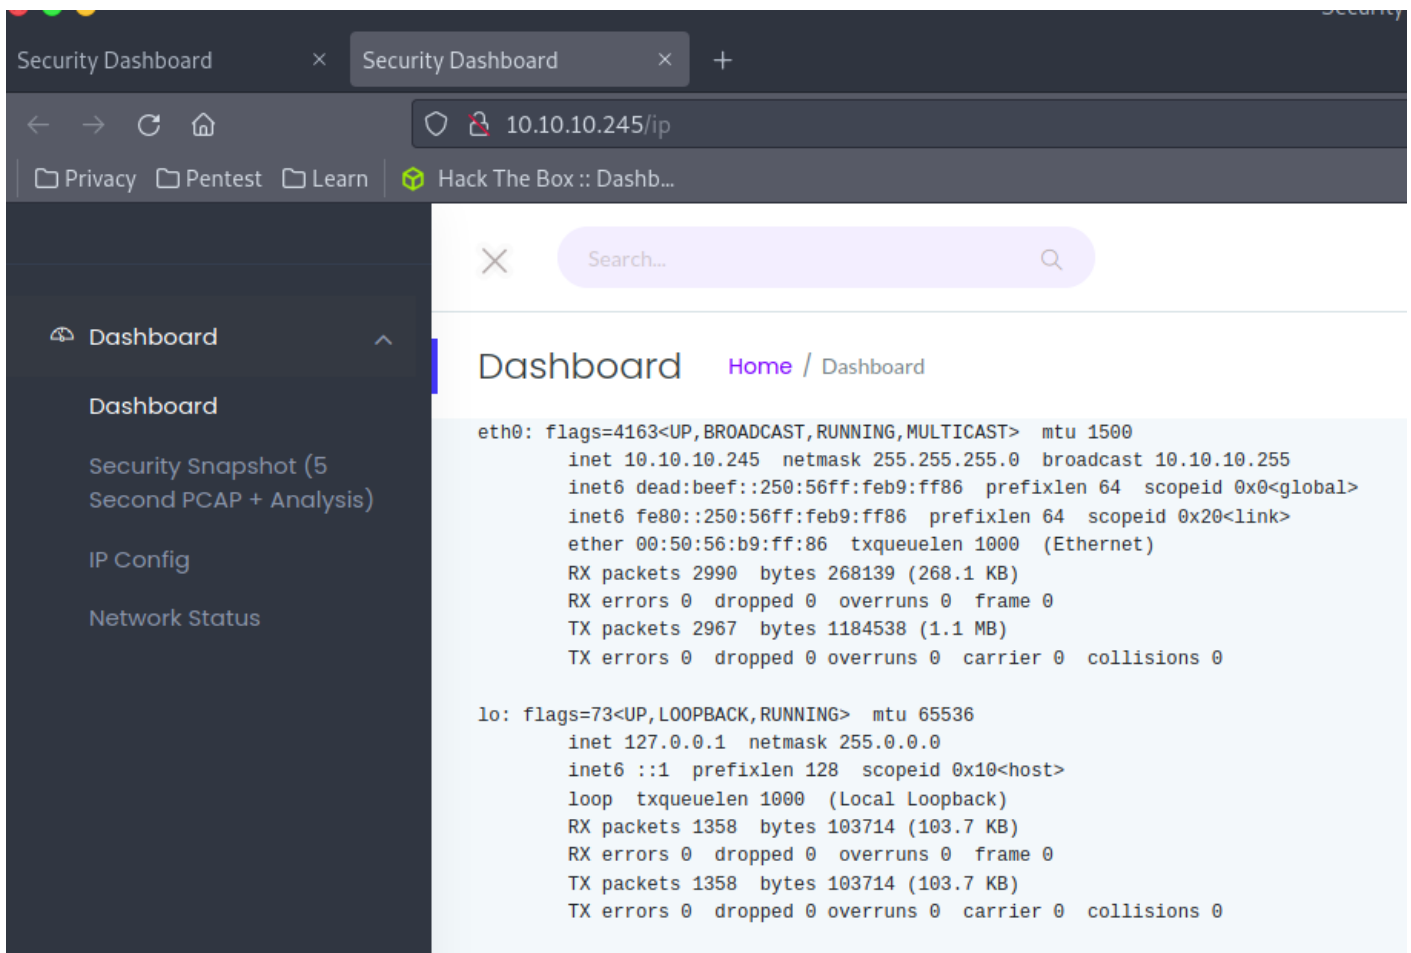 Security
Security Dashboard
Security Dashboard
10.10.10.245/ip
Privacy Pentest Learn Hack The Box :: Dashb...
Search...
Dashboard
Dashboard
Security Snapshot (5
Second PCAP + Analysis)
IP Config
Network Status
Dashboard Home / Dashboard
eth0: flags=4163<UP,BROADCAST,RUNNING,MULTICAST>  mtu 1500
        inet 10.10.10.245  netmask 255.255.255.0  broadcast 10.10.10.255
        inet6 dead:beef::250:56ff:feb9:ff86  prefixlen 64  scopeid 0x0<global>
        inet6 fe80::250:56ff:feb9:ff86  prefixlen 64  scopeid 0x20<link>
        ether 00:50:56:b9:ff:86  txqueuelen 1000  (Ethernet)
        RX packets 2990  bytes 268139 (268.1 KB)
        RX errors 0  dropped 0  overruns 0  frame 0
        TX packets 2967  bytes 1184538 (1.1 MB)
        TX errors 0  dropped 0 overruns 0  carrier 0  collisions 0
lo: flags=73<UP,LOOPBACK,RUNNING>  mtu 65536
        inet 127.0.0.1  netmask 255.0.0.0
        inet6 ::1  prefixlen 128  scopeid 0x10<host>
        loop  txqueuelen 1000  (Local Loopback)
        RX packets 1358  bytes 103714 (103.7 KB)
        RX errors 0  dropped 0  overruns 0  frame 0
        TX packets 1358  bytes 103714 (103.7 KB)
        TX errors 0  dropped 0 overruns 0  carrier 0  collisions 0